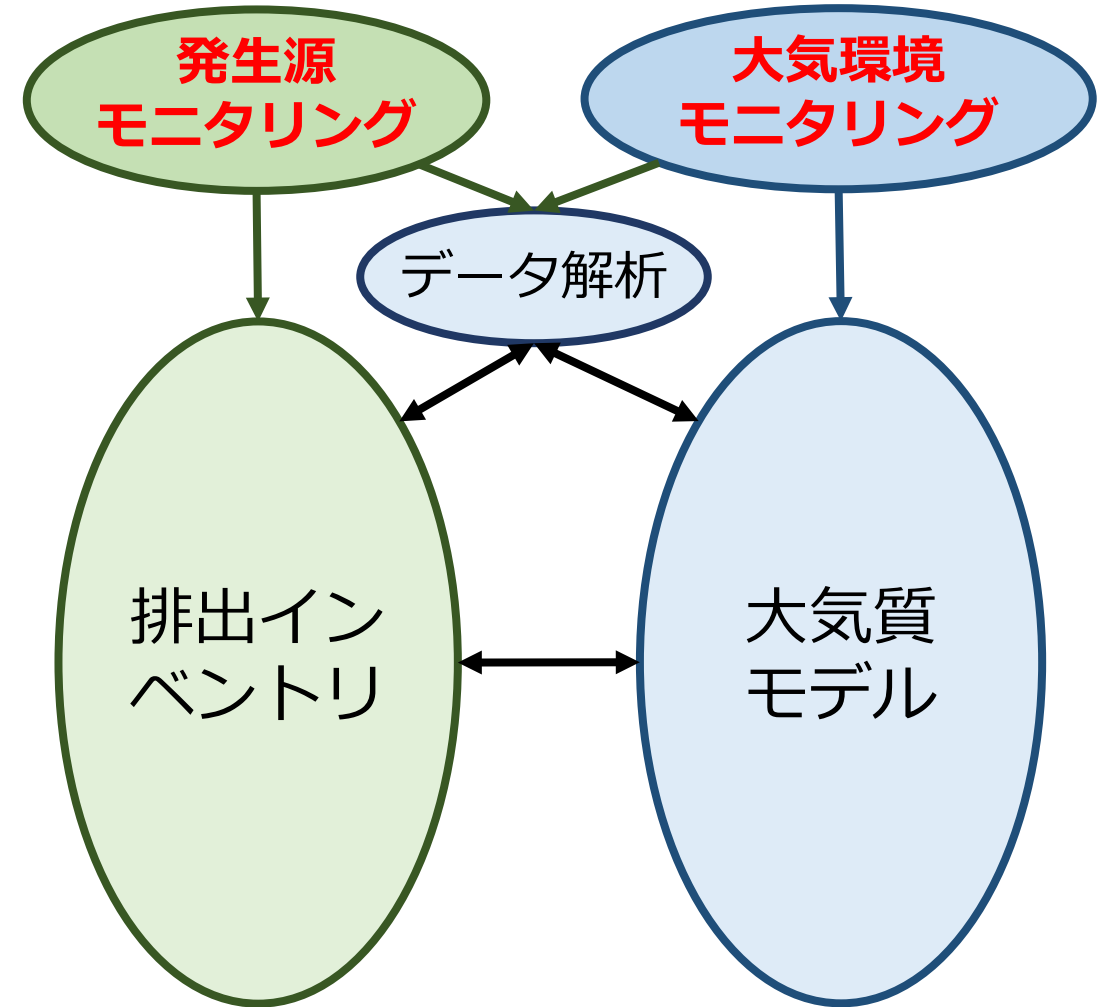 発生源
モニタリング
大気環境
モニタリング
データ解析
排出イン
ベントリ
大気質
モデル